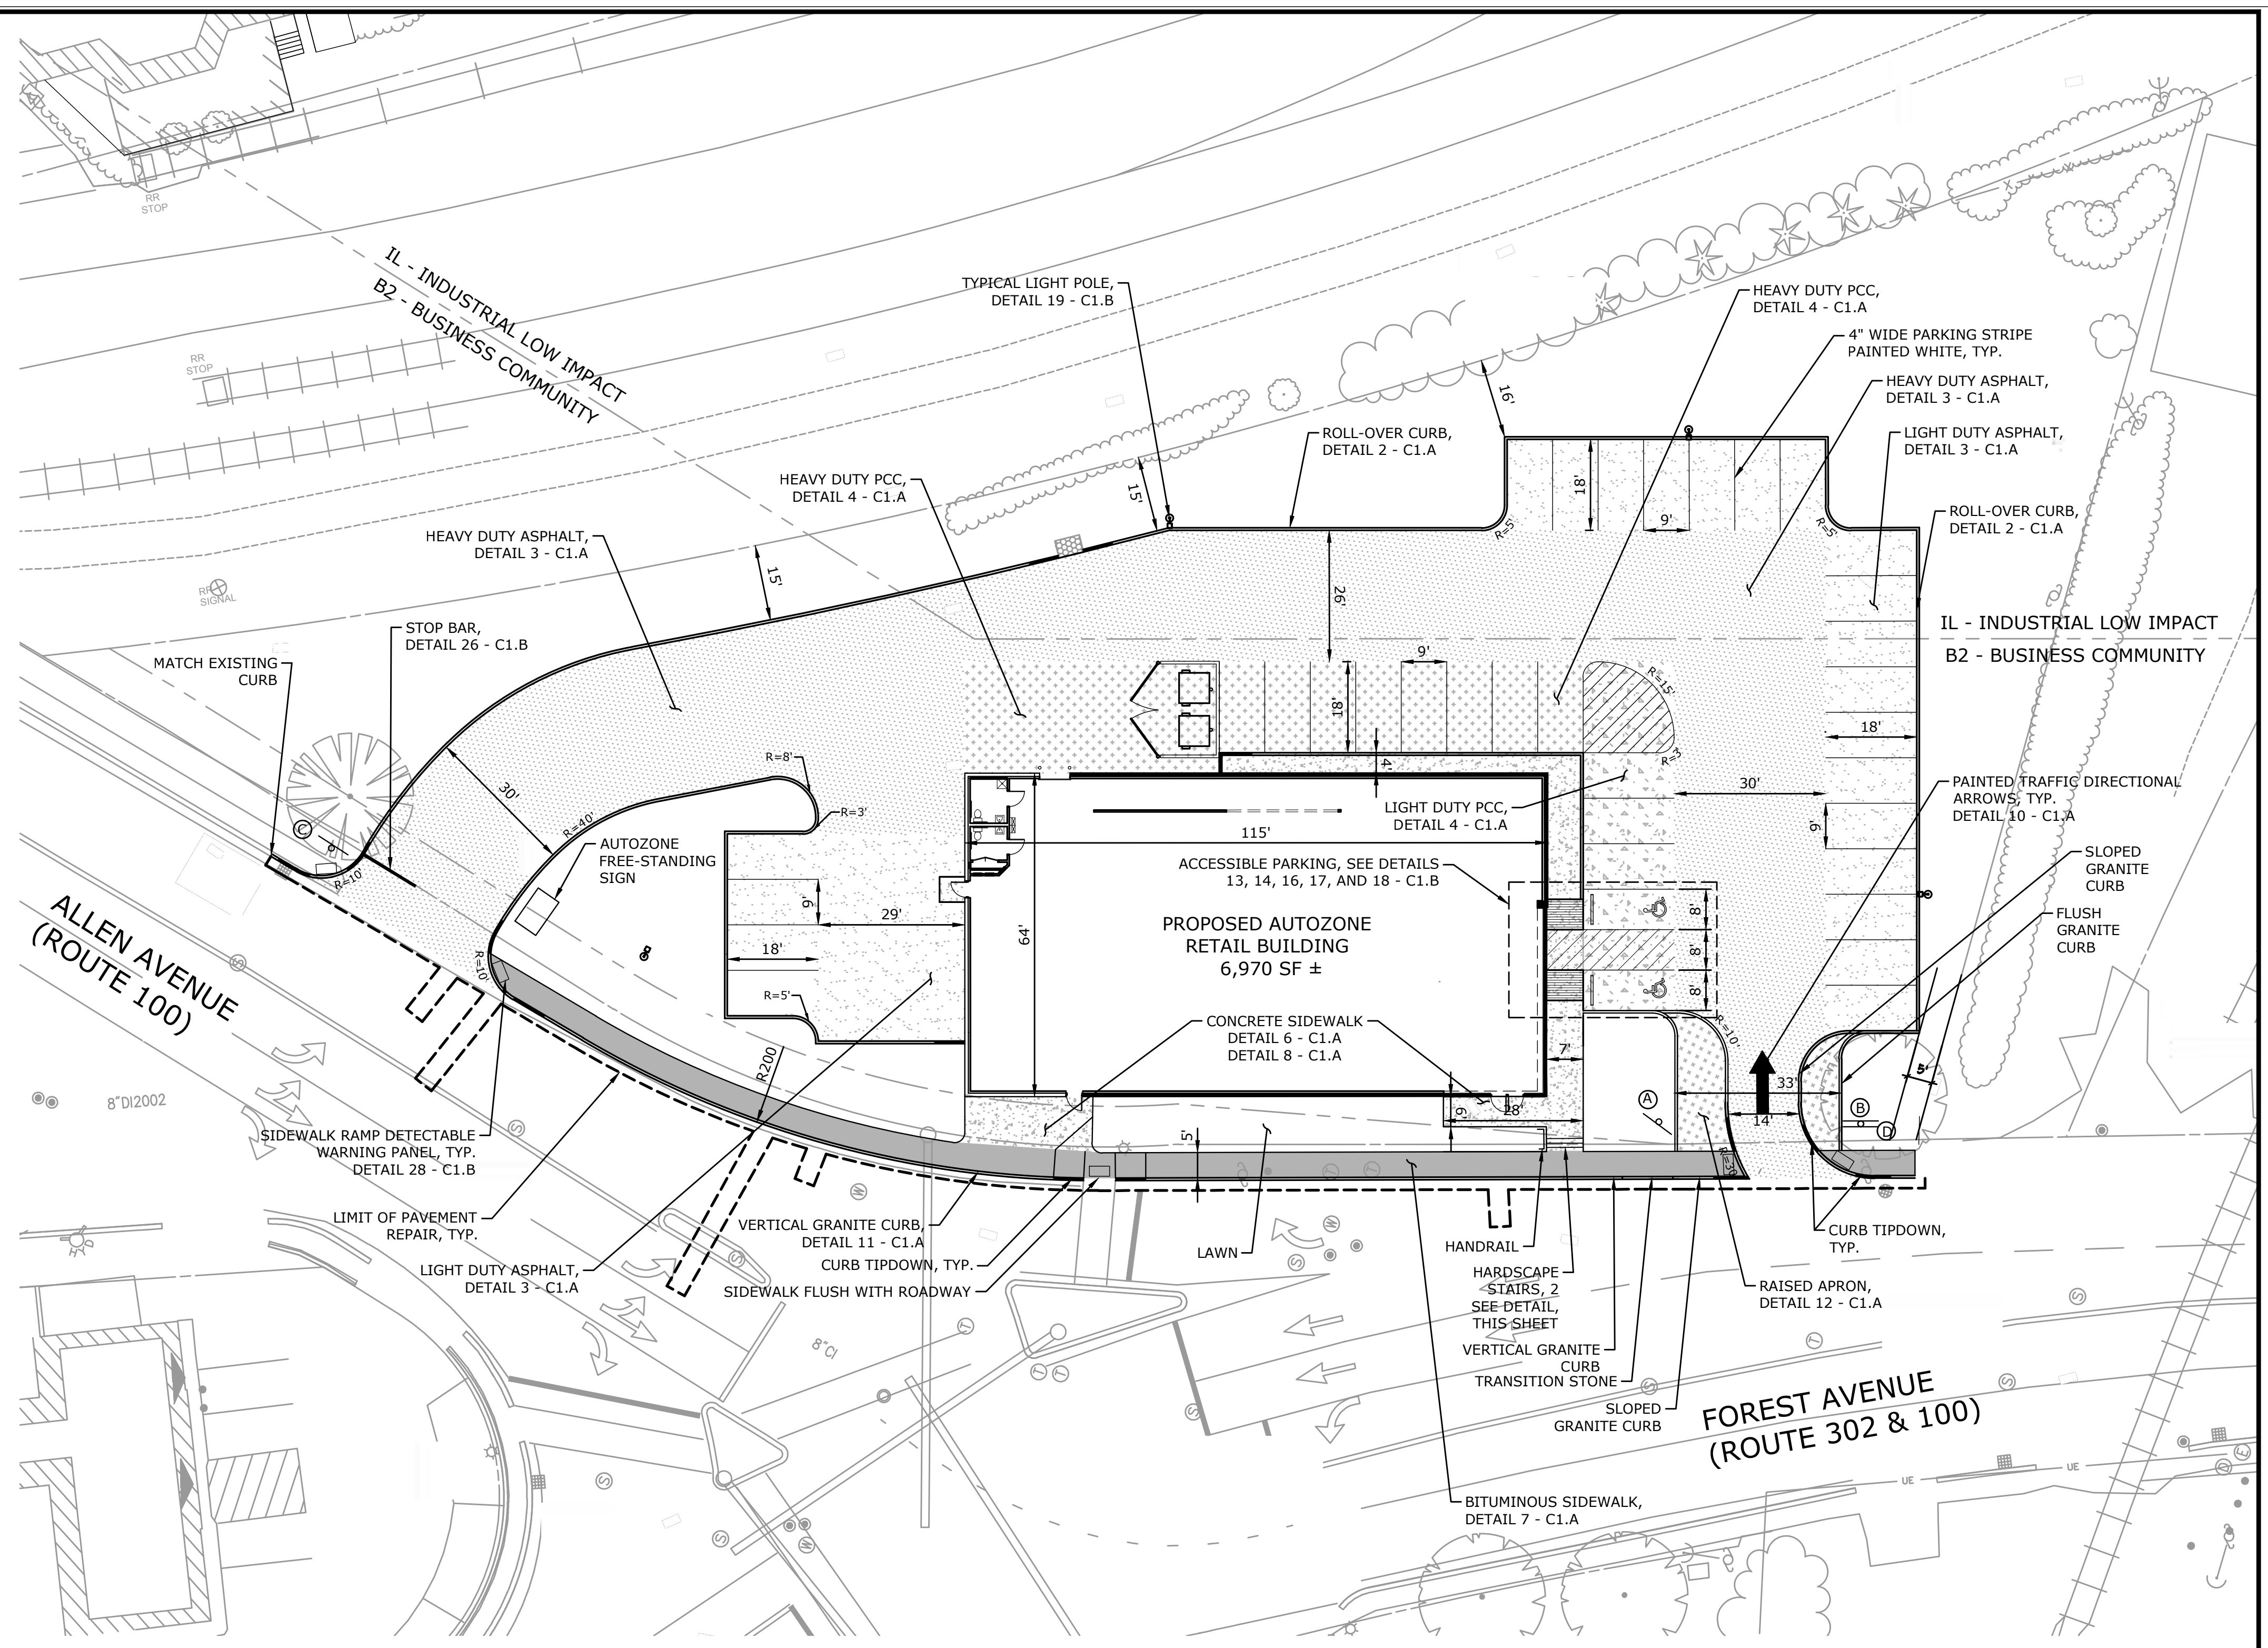 RR
STOP
IL - INDUSTRIAL LOW IMPACT
B2 - BUSINESS COMMUNITY
TYPICAL LIGHT POLE,
DETAIL 19 - C1.B
HEAVY DUTY PCC,
DETAIL 4 - C1.A
4" WIDE PARKING STRIPE
PAINTED WHITE, TYP.
HEAVY DUTY ASPHALT,
DETAIL 3 - C1.A
LIGHT DUTY ASPHALT,
DETAIL 3 - C1.A
ROLL-OVER CURB,
DETAIL 2 - C1.A
16'
RR
STOP
ROLL-OVER CURB,
DETAIL 2 - C1.A
HEAVY DUTY PCC,
DETAIL 4 - C1.A
15'
18'
9'
R=5'
R=5'
HEAVY DUTY ASPHALT,
DETAIL 3 - C1.A
15'
26'
RR
SIGNAL
STOP BAR,
DETAIL 26 - C1.B
MATCH EXISTING
CURB
IL - INDUSTRIAL LOW IMPACT
B2 - BUSINESS COMMUNITY
9'
18'
R=15'
R=3'
18'
R=8'
4'
30'
30'
R=3'
R=40'
PAINTED TRAFFIC DIRECTIONAL
ARROWS, TYP.
DETAIL 10 - C1.A
LIGHT DUTY PCC,
DETAIL 4 - C1.A
115'
9'
C
AUTOZONE
FREE-STANDING
SIGN
R=10'
ACCESSIBLE PARKING, SEE DETAILS
13, 14, 16, 17, AND 18 - C1.B
SLOPED
GRANITE
CURB
9'
29'
18'
64'
PROPOSED AUTOZONE
RETAIL BUILDING
6,970 SF ±
8'
8'
8'
FLUSH
GRANITE
CURB
ALLEN AVENUE
(ROUTE 100)
S
R=10'
R=5'
CONCRETE SIDEWALK
DETAIL 6 - C1.A
DETAIL 8 - C1.A
R=10'
7'
R200
33'
5'
8"DI2002
A
B
D
28'
14'
5'
R=30'
S
SIDEWALK RAMP DETECTABLE
WARNING PANEL, TYP.
DETAIL 28 - C1.B
T
T
W
LIMIT OF PAVEMENT
REPAIR, TYP.
VERTICAL GRANITE CURB,
DETAIL 11 - C1.A
CURB TIPDOWN, TYP.
SIDEWALK FLUSH WITH ROADWAY
LIGHT DUTY ASPHALT,
DETAIL 3 - C1.A
HYD
LAWN
HANDRAIL
HARDSCAPE
STAIRS, 2
SEE DETAIL,
THIS SHEET
CURB TIPDOWN,
TYP.
RAISED APRON,
DETAIL 12 - C1.A
VERTICAL GRANITE
CURB
TRANSITION STONE
SLOPED
GRANITE CURB
8"CI
S
W
S
T
T
T
T
S
S
S
S
FOREST AVENUE
(ROUTE 302 & 100)
UE
UE
E
BITUMINOUS SIDEWALK,
DETAIL 7 - C1.A
S
S
W